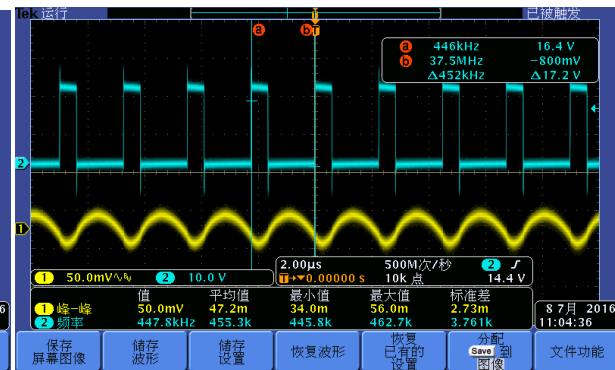 Tek 运行 已被触发
a b T
a 446kHz 16.4 V
b 37.5MHz −800mV
Δ452kHz Δ17.2 V
2
1
1 50.0mV 2 10.0 V
2.00μs 500M次/秒 2
T→▼0.00000 s 10k 点 14.4 V
值 平均值 最小值 最大值 标准差
1 峰−峰 50.0mV 47.2m 34.0m 56.0m 2.73m
2 频率 447.8kHz 455.3k 445.8k 462.7k 3.761k
8 7月 2016
11:04:36
6
保存
屏幕图像
储存
波形
储存
设置
恢复波形
恢复
已有的
设置
分配
Save 到
图像
文件功能